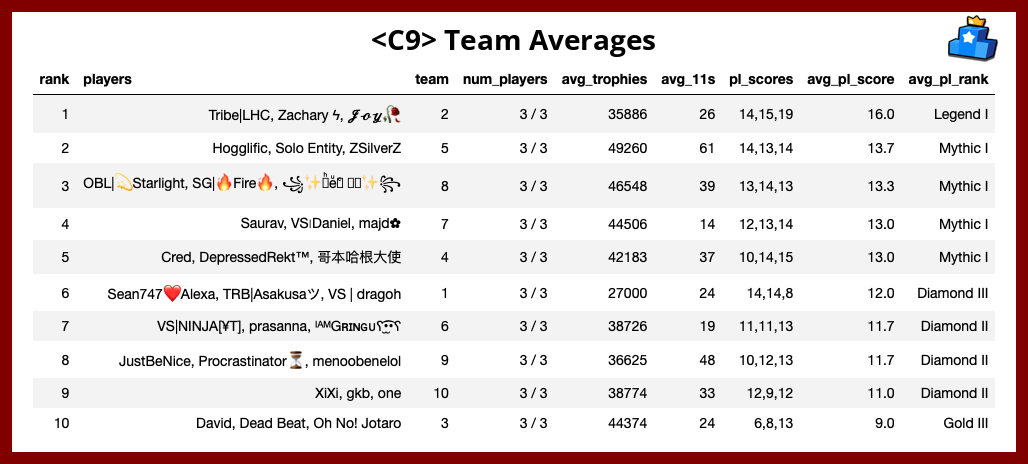 <C9> Team Averages
rank players team num_players avg_trophies avg_11s pl_scores avg_pl_score avg_pl_rank
1 Tribe|LHC, Zachary ϟ, 𝓙𝓸𝔂🥀 2 3 / 3 35886 26 14,15,19 16.0 Legend I
2 Hogglific, Solo Entity, ZSilverZ 5 3 / 3 49260 61 14,13,14 13.7 Mythic I
3 OBL|💫Starlight, SG|🔥Fire🔥, 8 3 / 3 46548 39 13,14,13 13.3 Mythic I
4 Saurav, VS|Daniel, majd✿ 7 3 / 3 44506 14 12,13,14 13.0 Mythic I
5 Cred, DepressedRekt™, 哥本哈根大使 4 3 / 3 42183 37 10,14,15 13.0 Mythic I
6 Sean747❤️Alexa, TRB|Asakusaツ, VS | dragoh 1 3 / 3 27000 24 14,14,8 12.0 Diamond III
7 VS|NINJA[¥T], prasanna, ᴵᴬᴹGʀɪɴɢᴜ 6 3 / 3 38726 19 11,11,13 11.7 Diamond II
8 JustBeNice, Procrastinator⏳, menoobenelol 9 3 / 3 36625 48 10,12,13 11.7 Diamond II
9 XiXi, gkb, one 10 3 / 3 38774 33 12,9,12 11.0 Diamond II
10 David, Dead Beat, Oh No! Jotaro 3 3 / 3 44374 24 6,8,13 9.0 Gold III